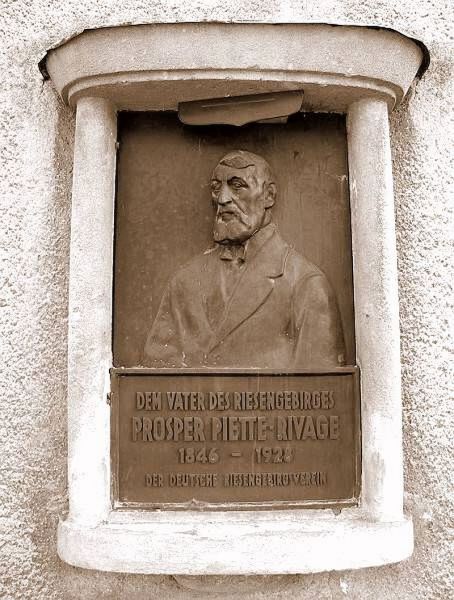 DEM VATER DES RIESENGEBIRGES
PROSPER PIETTE-RIVAGE
1846 – 1928
DER DEUTSCHE RIESENGEBIRGSVEREIN